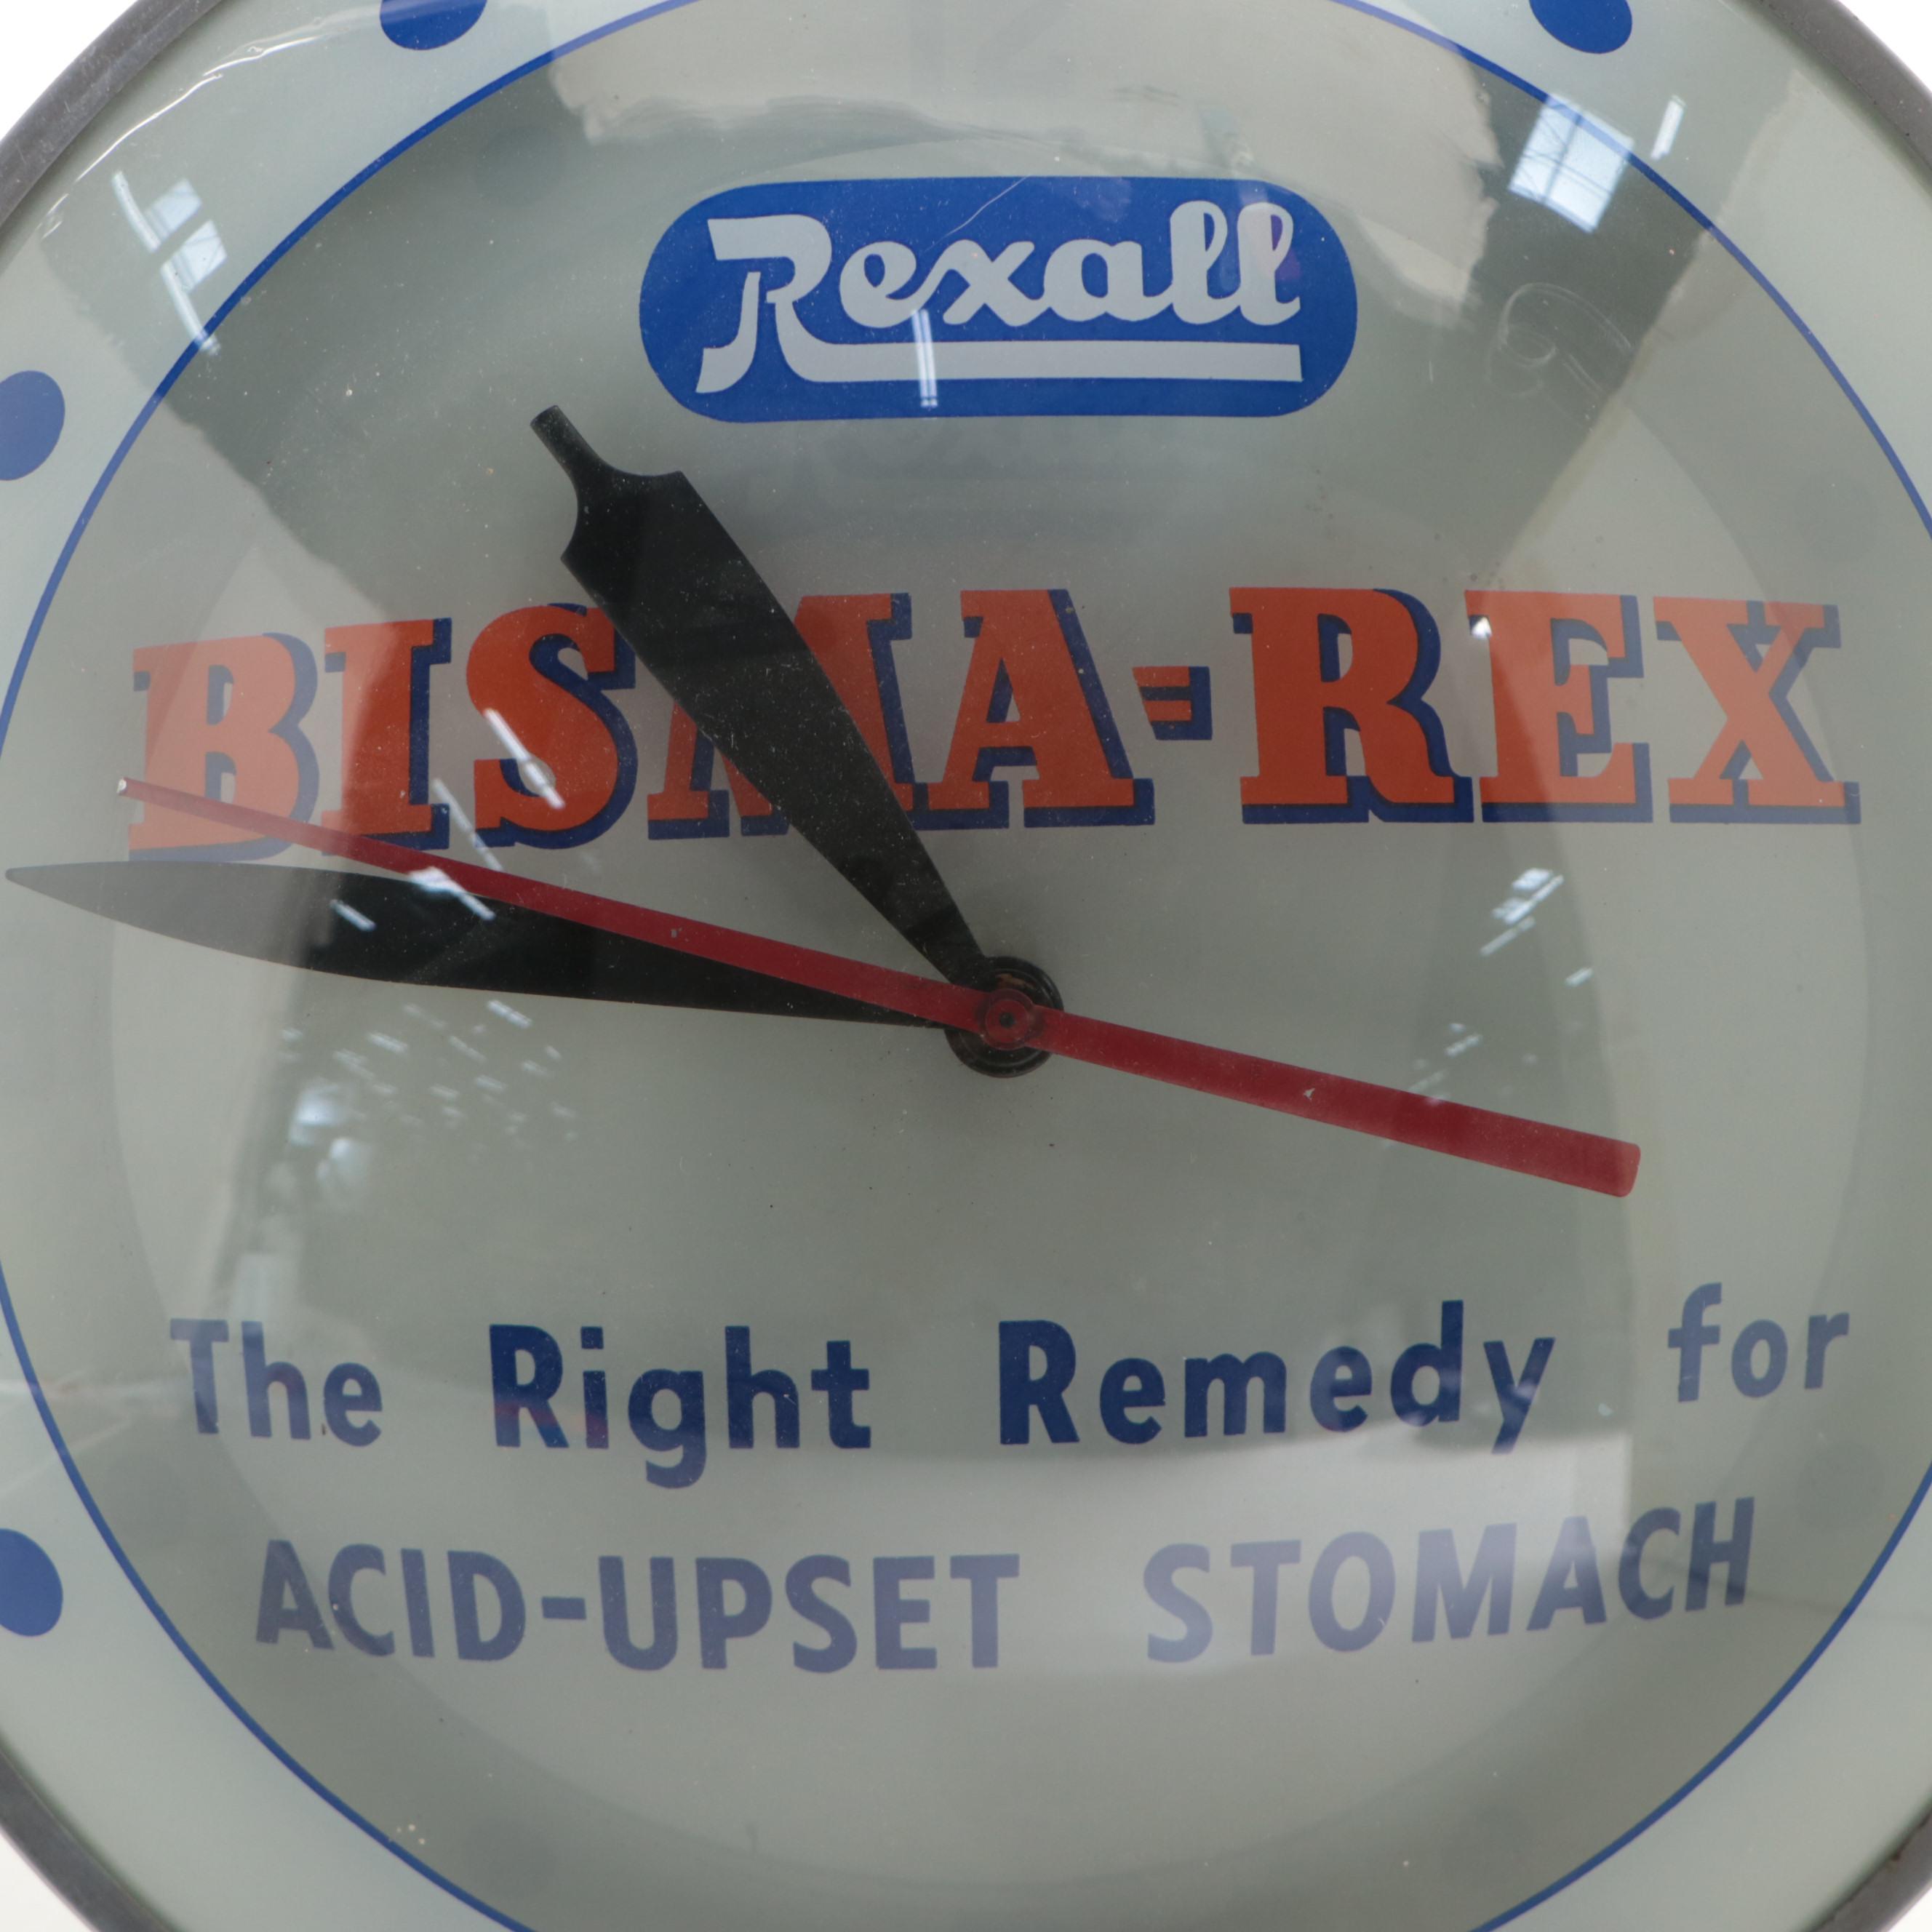 Rexall
BISMA-REX
The Right Remedy for
ACID-UPSET STOMACH